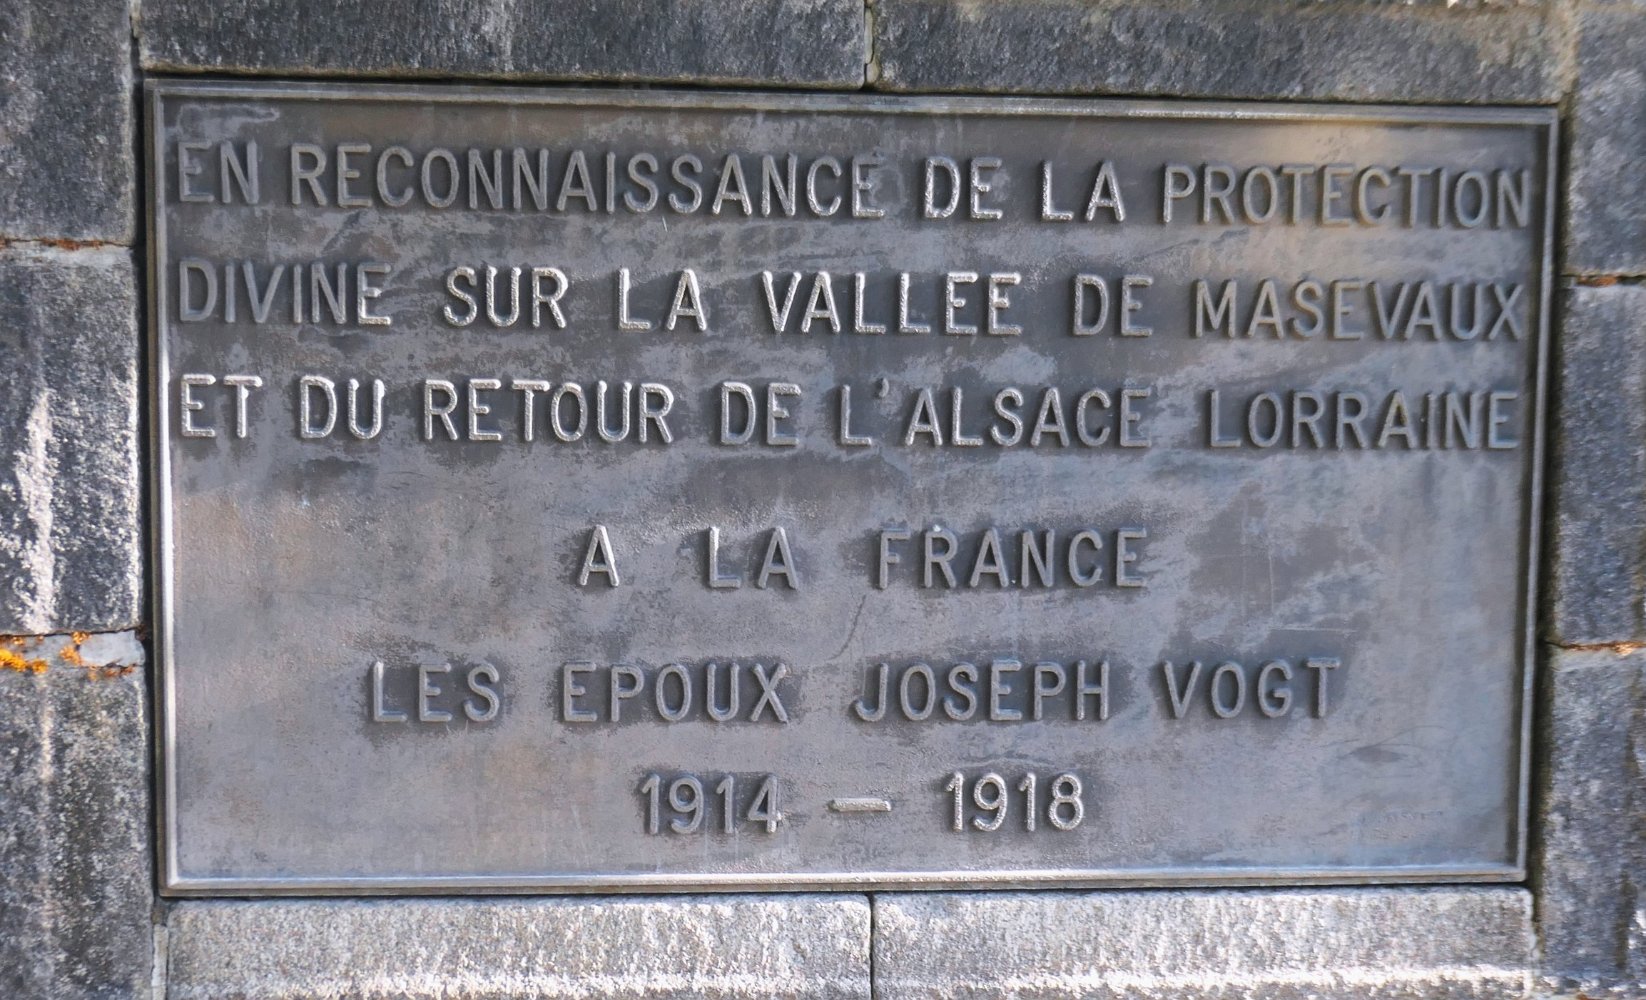 EN RECONNAISSANCE DE LA PROTECTION
DIVINE SUR LA VALLEE DE MASEVAUX
ET DU RETOUR DE L'ALSACE LORRAINE
A LA FRANCE
LES EPOUX JOSEPH VOGT
1914 — 1918